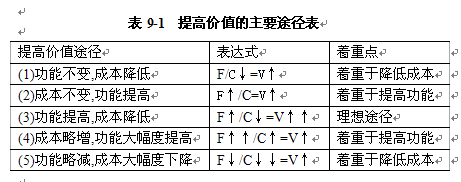 表 9-1 提高价值的主要途径表
提高价值途径 表达式 着重点
(1)功能不变,成本降低 F/C↓=V↑ 着重于降低成本
(2)成本不变,功能提高 F↑/C=V↑ 着重于提高功能
(3)功能提高,成本降低 F↑/C↓=V↑↑ 理想途径
(4)成本略增,功能大幅度提高 F↑↑/C↑=V↑ 着重于提高功能
(5)功能略减,成本大幅度下降 F↓/C↓↓=V↑ 着重于降低成本